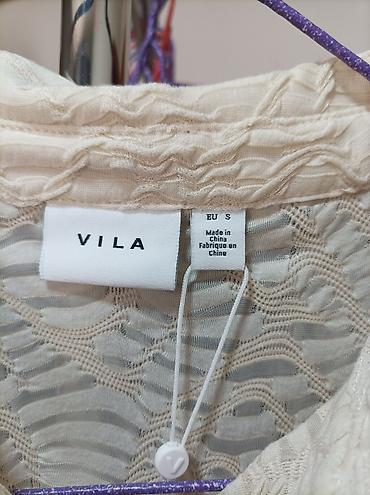 VILA
EU S
Made in
China
Fabriqué en
Chine